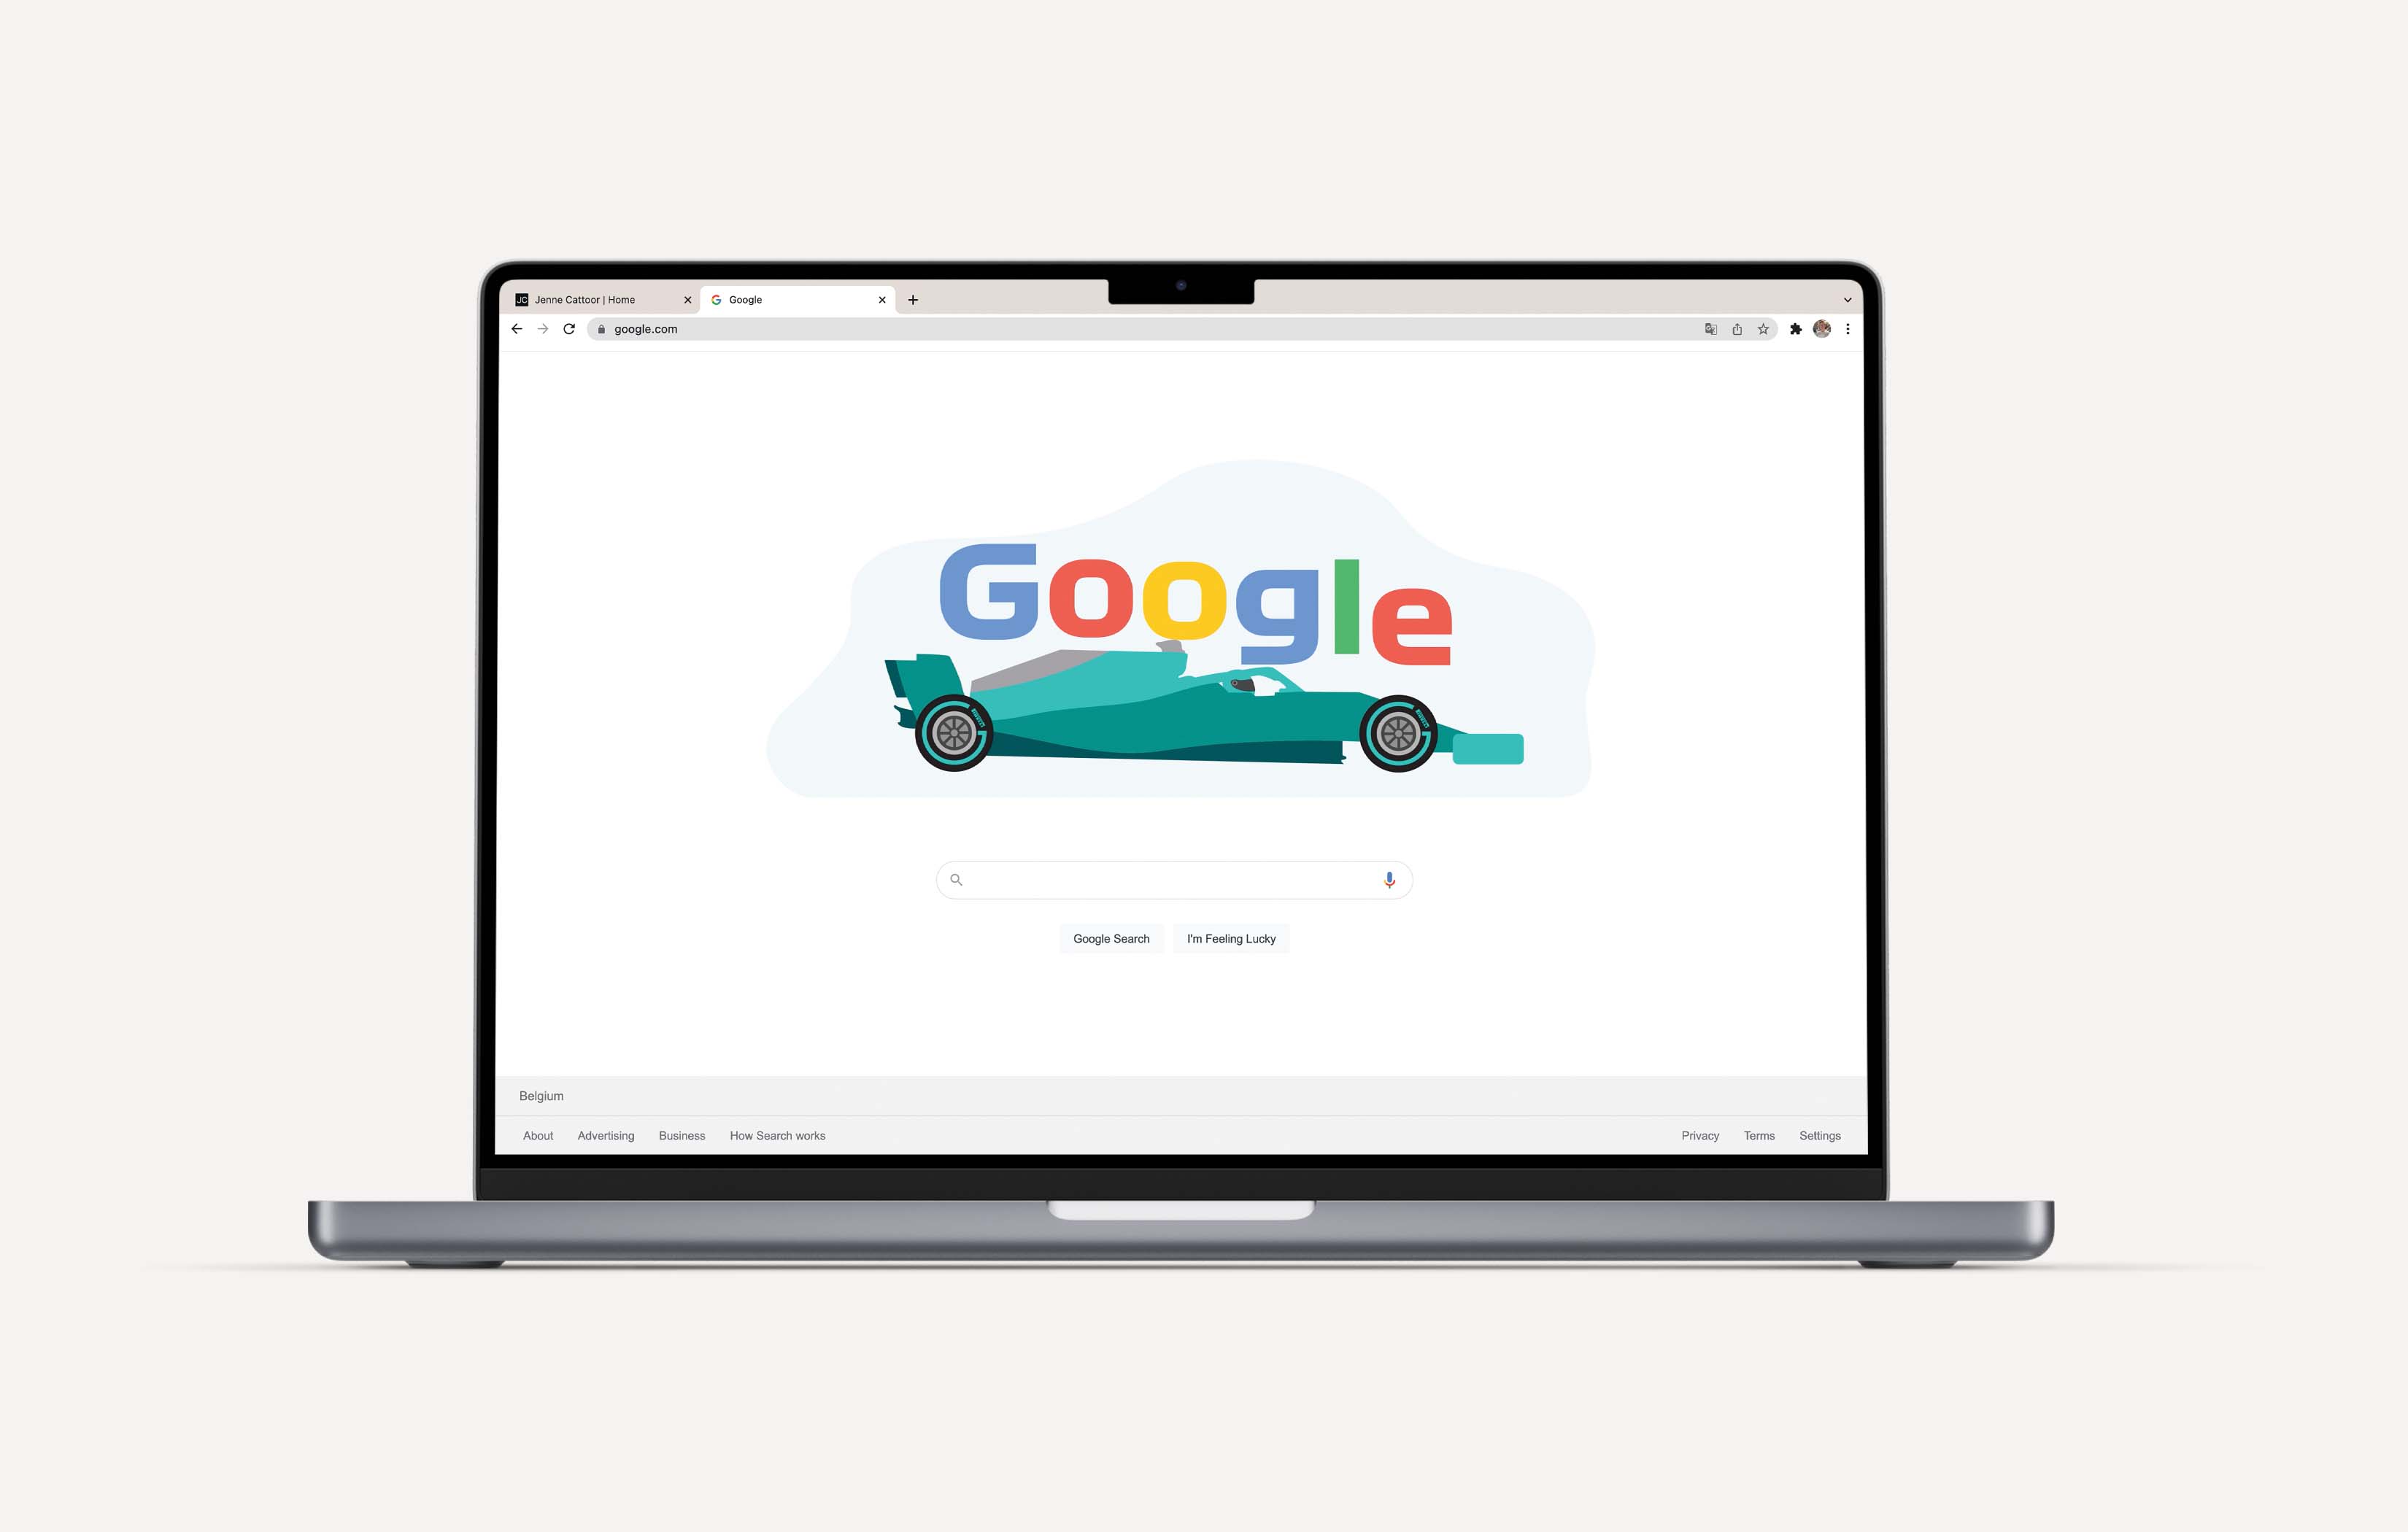 JC Jenne Cattoor | Home
Google
google.com
Google
Google Search
I'm Feeling Lucky
Belgium
About Advertising Business How Search works
Privacy Terms Settings